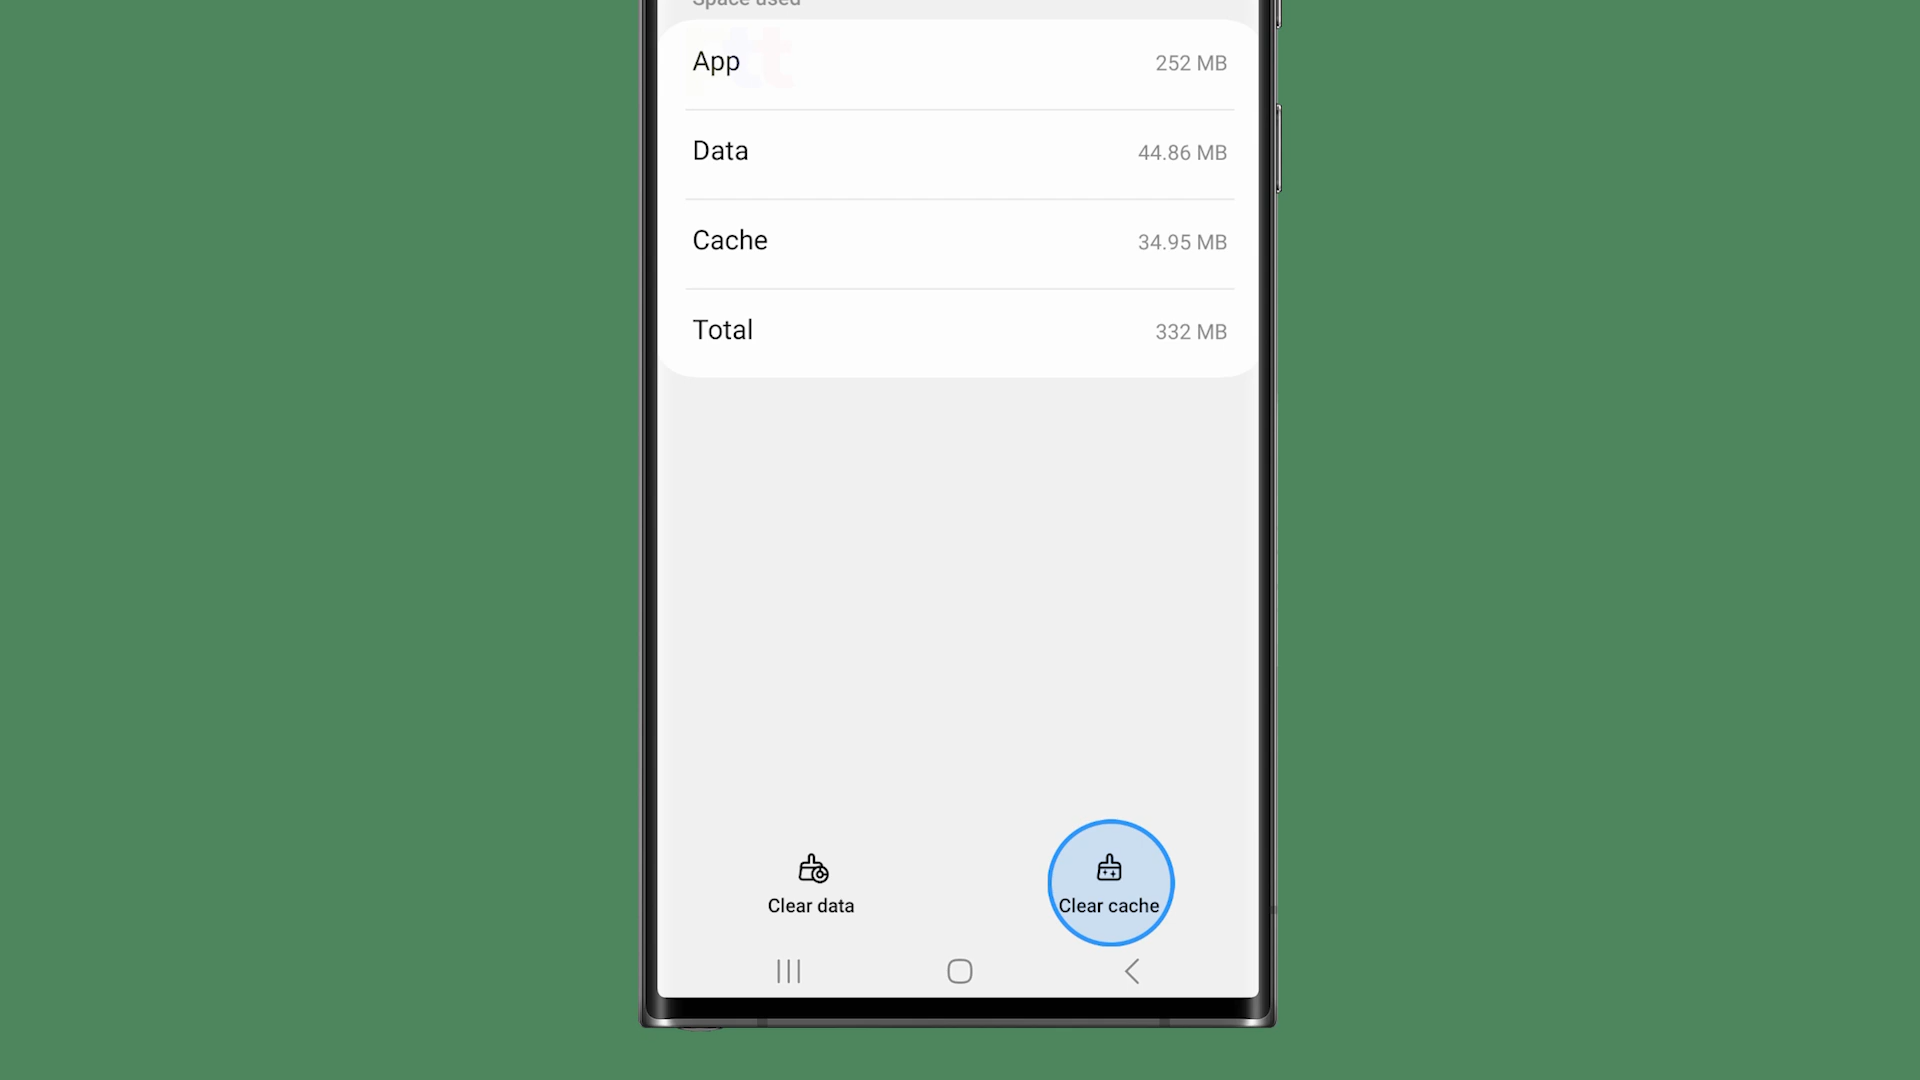 Space used
App 252 MB
Data 44.86 MB
Cache 34.95 MB
Total 332 MB
Clear data
Clear cache